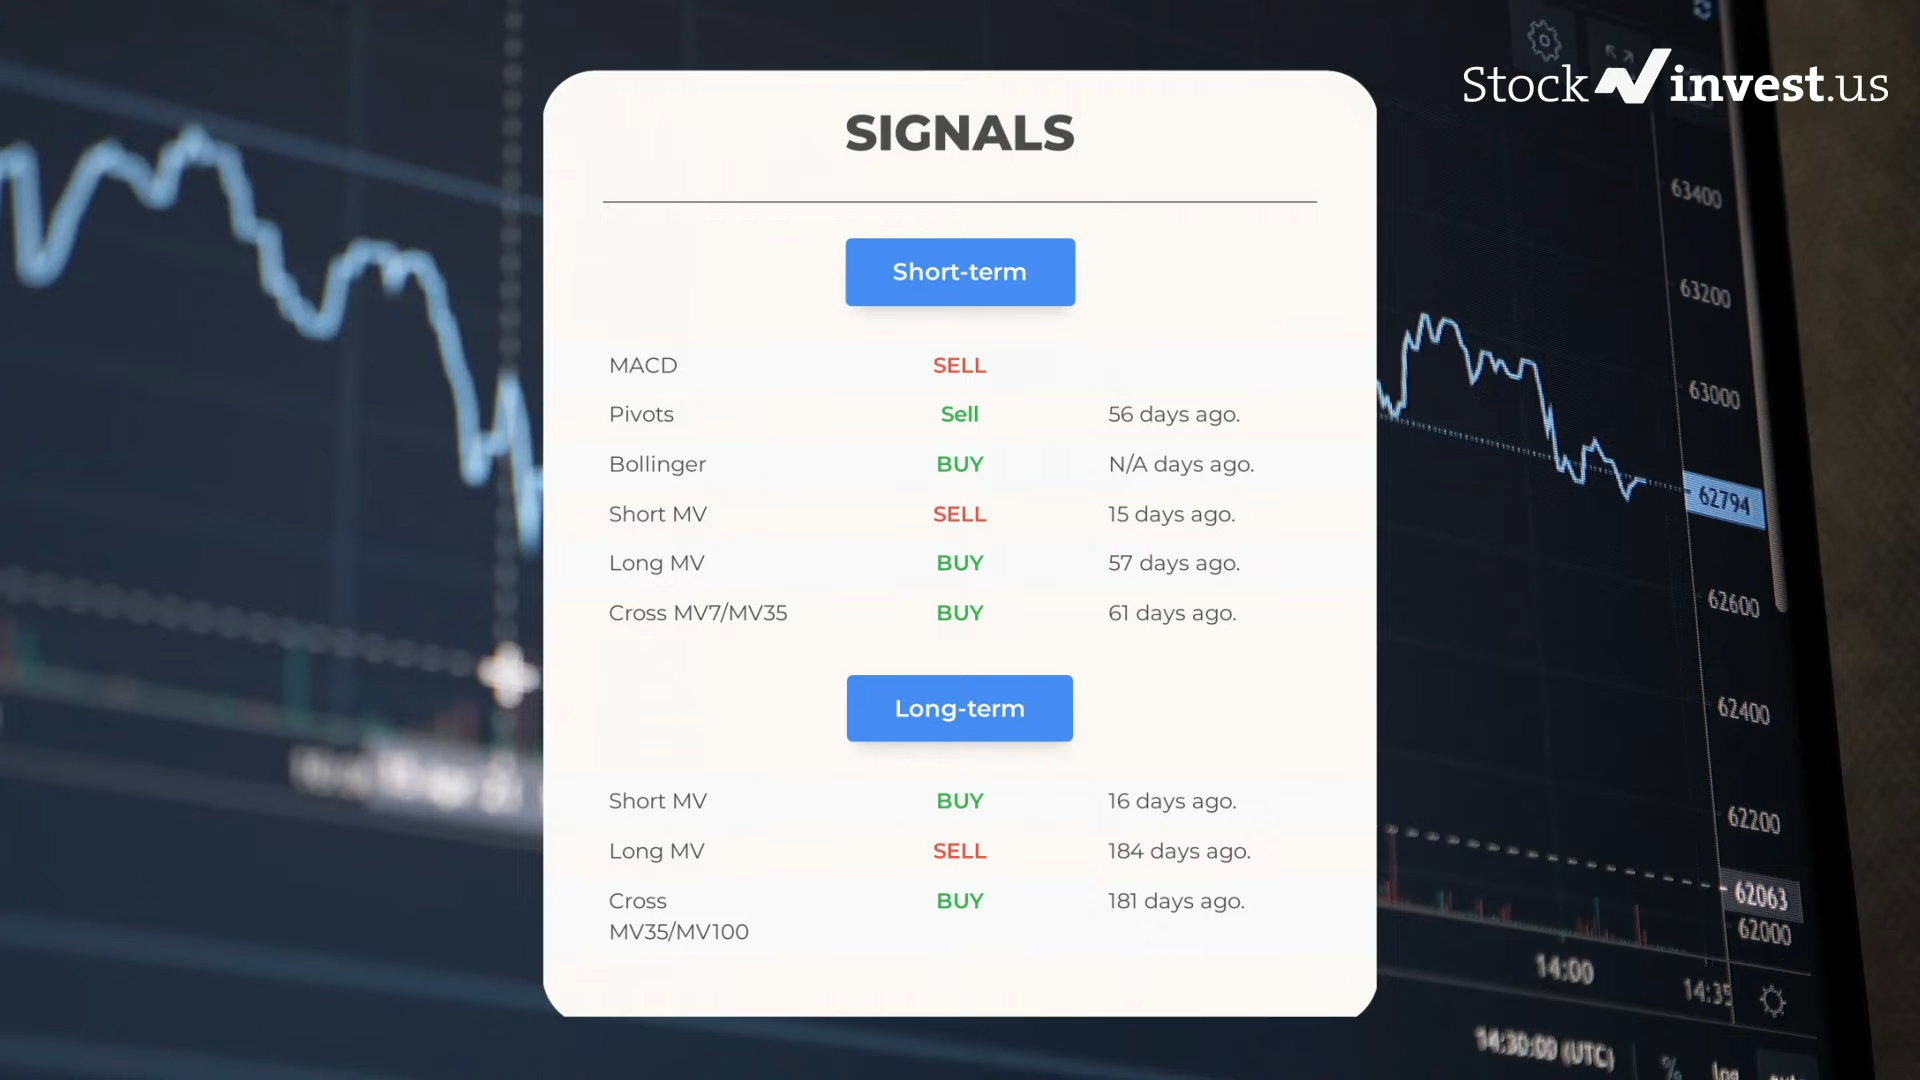 Stock invest.us
SIGNALS
Short-term
MACD SELL
Pivots Sell 56 days ago.
Bollinger BUY N/A days ago.
Short MV SELL 15 days ago.
Long MV BUY 57 days ago.
Cross MV7/MV35 BUY 61 days ago.
Long-term
Short MV BUY 16 days ago.
Long MV SELL 184 days ago.
Cross BUY 181 days ago.
MV35/MV100
63400
63200
63000
62794
62600
62400
62200
62063
62000
14:00
14:35
14:30:00 (UTC)
%
log